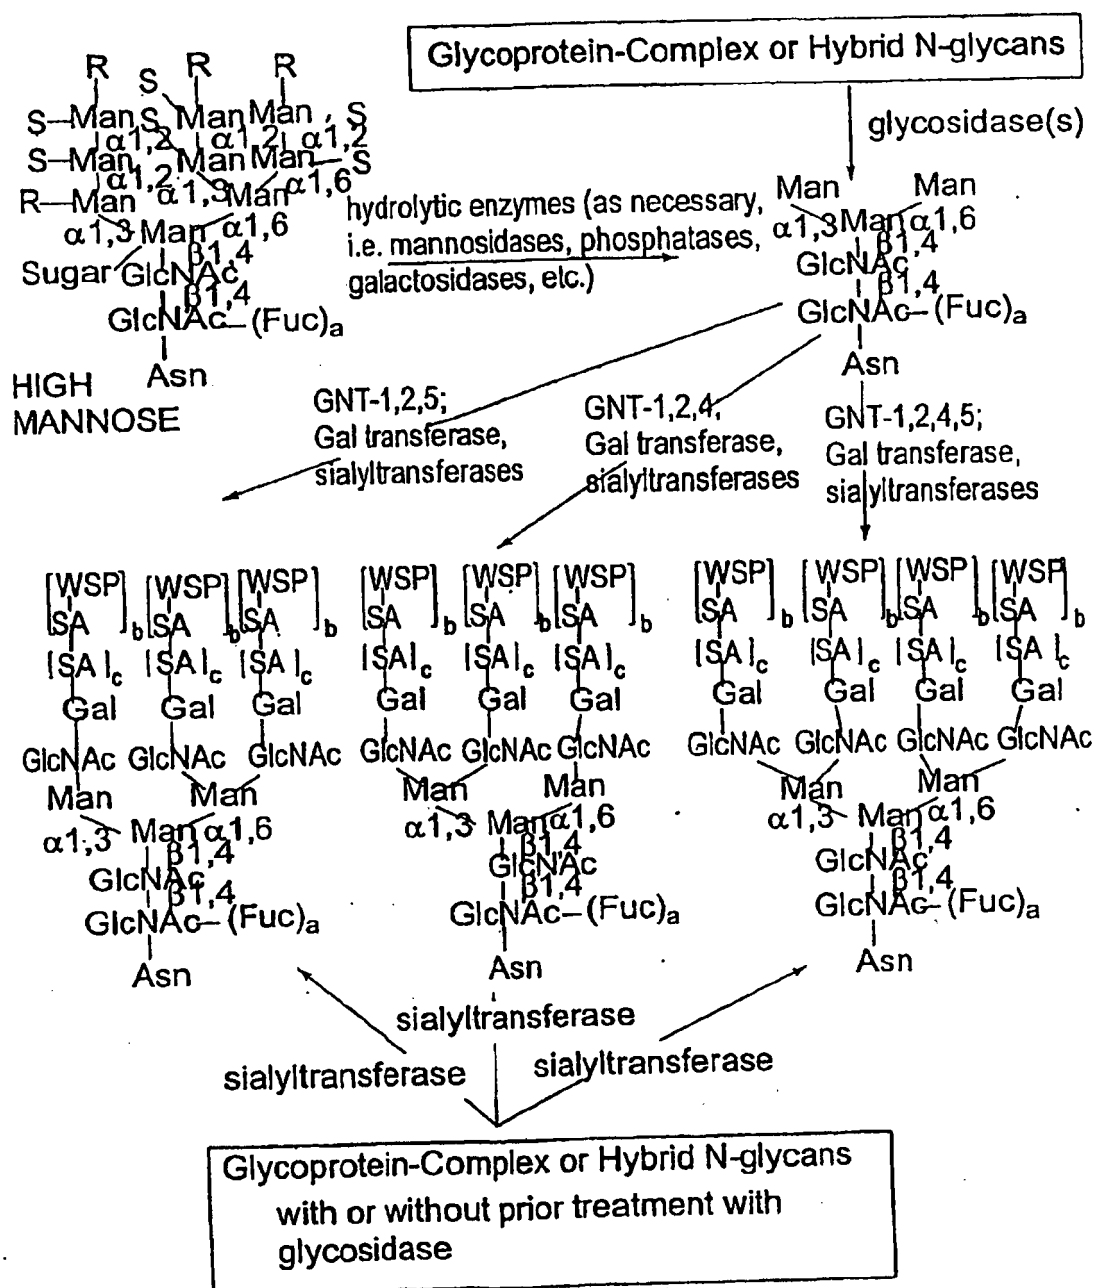 Glycoprotein-Complex or Hybrid N-glycans
glycosidase(s)
R S R R
S–Man S Man Man S
α1,2 α1,2 α1,2
S–Man Man Man–S
α1,2 α1,3 α1,6
R–Man Man
α1,3 Man α1,6
β1,4
Sugar GlcNAc
β1,4
GlcNAc–(Fuc)a
Asn
HIGH
MANNOSE
hydrolytic enzymes (as necessary,
i.e. mannosidases, phosphatases,
galactosidases, etc.)
Man Man
α1,3 Man α1,6
β1,4
GlcNAc
β1,4
GlcNAc–(Fuc)a
Asn
GNT-1,2,5;
Gal transferase,
sialyltransferases
GNT-1,2,4,
Gal transferase,
sialyltransferases
GNT-1,2,4,5;
Gal transferase,
sialyltransferases
[WSP] [WSP] [WSP] [WSP] [WSP] [WSP] [WSP] [WSP] [WSP] [WSP]
[SA]b [SA]b [SA]b [SA]b [SA]b [SA]b [SA]b [SA]b [SA]b [SA]b
[SA]c [SA]c [SA]c [SA]c [SA]c [SA]c [SA]c [SA]c [SA]c [SA]c
Gal Gal Gal Gal Gal Gal Gal Gal Gal Gal
GlcNAc GlcNAc GlcNAc GlcNAc GlcNAc GlcNAc GlcNAc GlcNAc GlcNAc GlcNAc
Man Man Man Man Man Man
α1,3 Man α1,6 α1,3 Man α1,6 α1,3 Man α1,6
β1,4 β1,4 β1,4
GlcNAc GlcNAc GlcNAc
β1,4 β1,4 β1,4
GlcNAc–(Fuc)a GlcNAc–(Fuc)a GlcNAc–(Fuc)a
Asn Asn Asn
sialyltransferase
sialyltransferase
sialyltransferase
Glycoprotein-Complex or Hybrid N-glycans
with or without prior treatment with
glycosidase